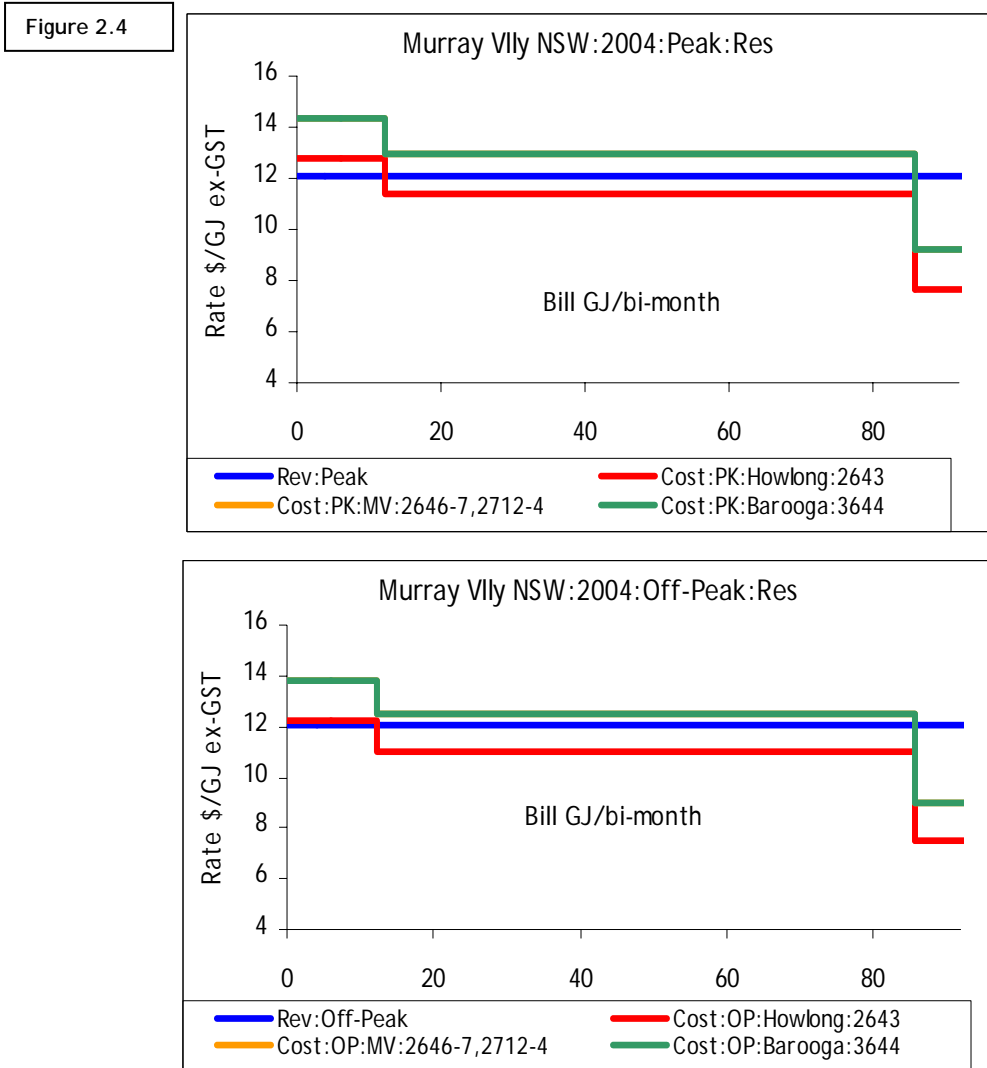 Figure 2.4
Murray Vlly NSW:2004:Peak:Res
Rate $/GJ ex-GST
16
14
12
10
8
6
4
Bill GJ/bi-month
0 20 40 60 80
Rev:Peak Cost:PK:Howlong:2643
Cost:PK:MV:2646-7,2712-4 Cost:PK:Barooga:3644
Murray Vlly NSW:2004:Off-Peak:Res
Rate $/GJ ex-GST
16
14
12
10
8
6
4
Bill GJ/bi-month
0 20 40 60 80
Rev:Off-Peak Cost:OP:Howlong:2643
Cost:OP:MV:2646-7,2712-4 Cost:OP:Barooga:3644